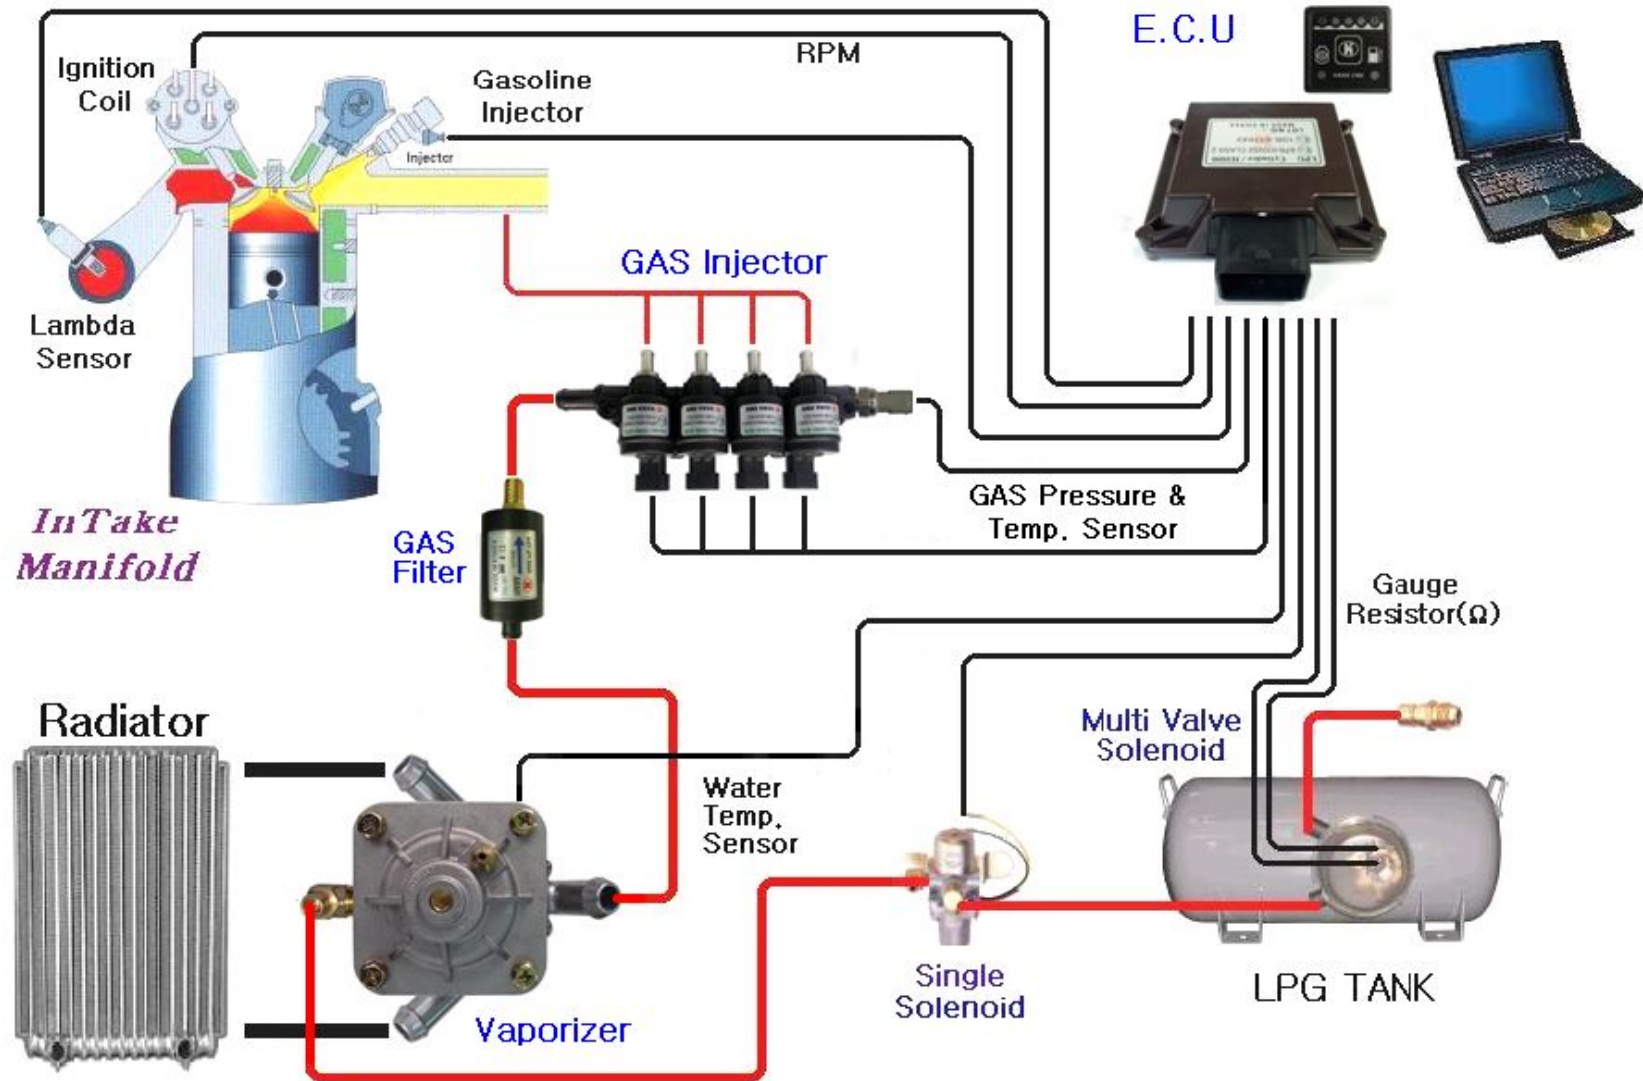 E.C.U
RPM
Ignition
Coil
Gasoline
Injector
Injector
GAS Injector
Lambda
Sensor
InTake
Manifold
GAS
Filter
GAS Pressure &
Temp. Sensor
Gauge
Resistor(Ω)
Radiator
Multi Valve
Solenoid
Water
Temp.
Sensor
Single
Solenoid
LPG TANK
Vaporizer